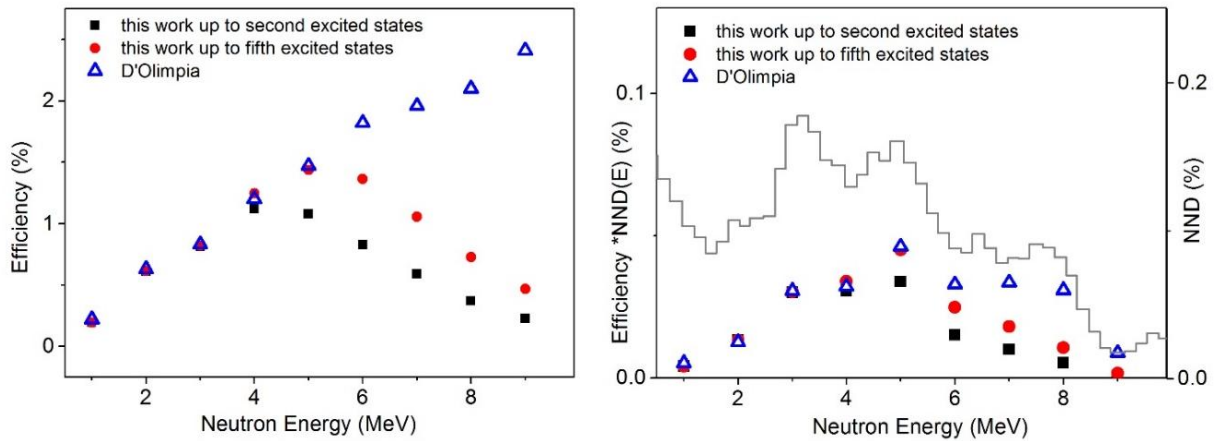 this work up to second excited states
this work up to fifth excited states
D'Olimpia
Efficiency (%)
2
1
0
2
4
6
8
Neutron Energy (MeV)
this work up to second excited states
this work up to fifth excited states
D'Olimpia
Efficiency *NND(E) (%)
0.1
0.0
2
4
6
8
Neutron Energy (MeV)
0.2
0.0
NND (%)